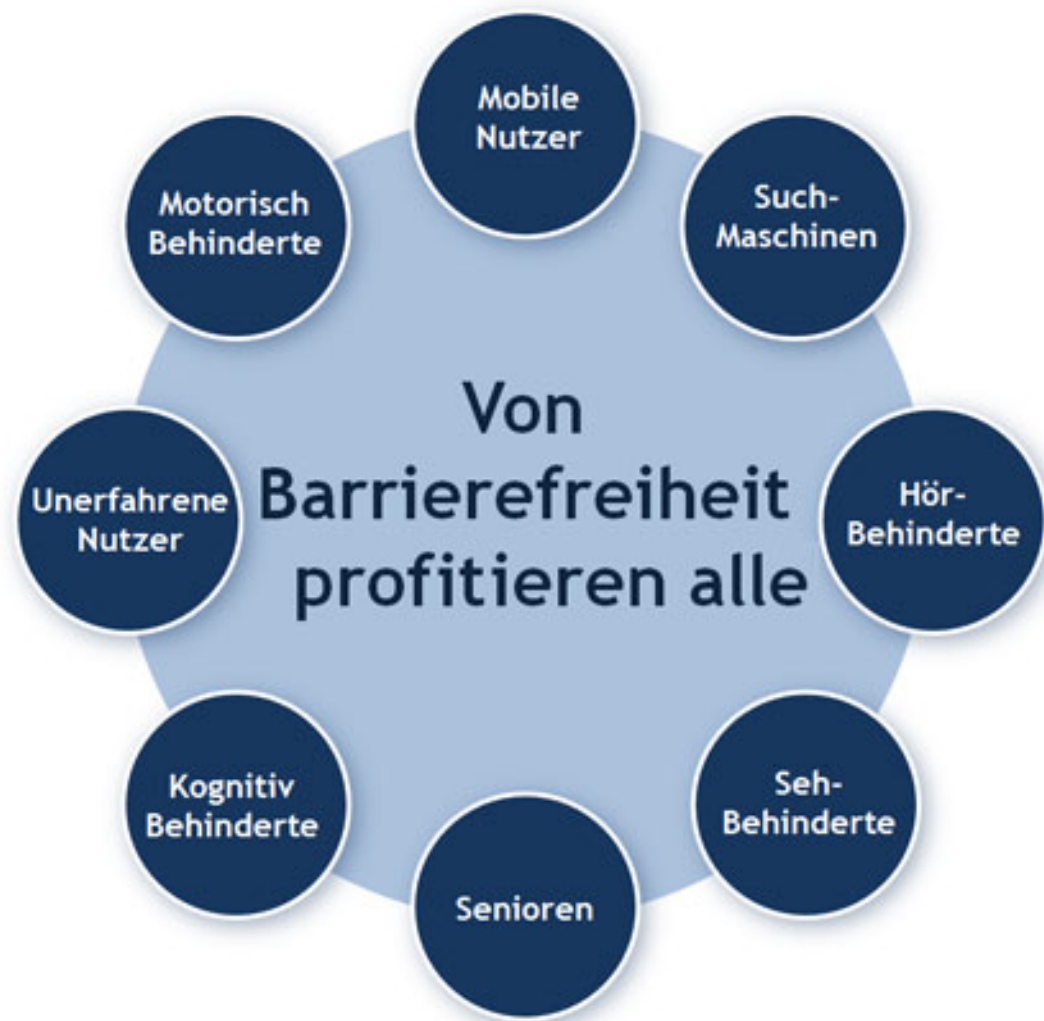 Mobile
Nutzer
Such-
Maschinen
Hör-
Behinderte
Seh-
Behinderte
Senioren
Kognitiv
Behinderte
Unerfahrene
Nutzer
Motorisch
Behinderte
Von
Barrierefreiheit
profitieren alle